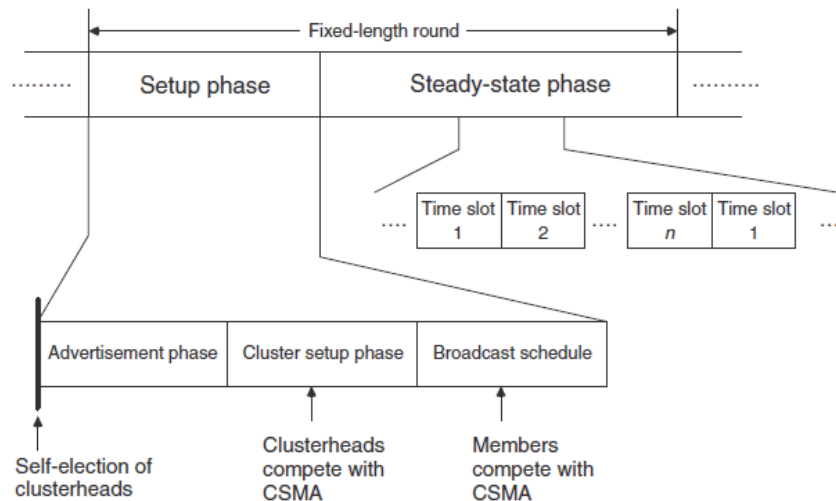 Fixed-length round
........ Setup phase Steady-state phase ........
.... Time slot 1 Time slot 2 .... Time slot n Time slot 1 ...
Advertisement phase Cluster setup phase Broadcast schedule
Self-election of
clusterheads
Clusterheads
compete with
CSMA
Members
compete with
CSMA